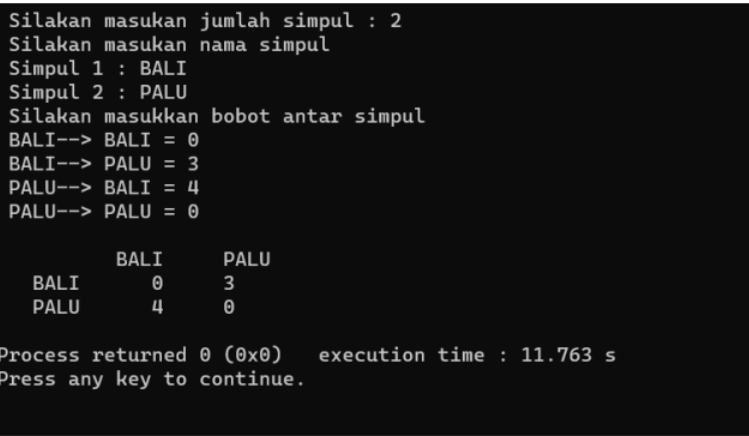 Silakan masukan jumlah simpul : 2
Silakan masukan nama simpul
Simpul 1 : BALI
Simpul 2 : PALU
Silakan masukkan bobot antar simpul
BALI--> BALI = 0
BALI--> PALU = 3
PALU--> BALI = 4
PALU--> PALU = 0
BALI PALU
BALI 0 3
PALU 4 0
Process returned 0 (0x0) execution time : 11.763 s
Press any key to continue.